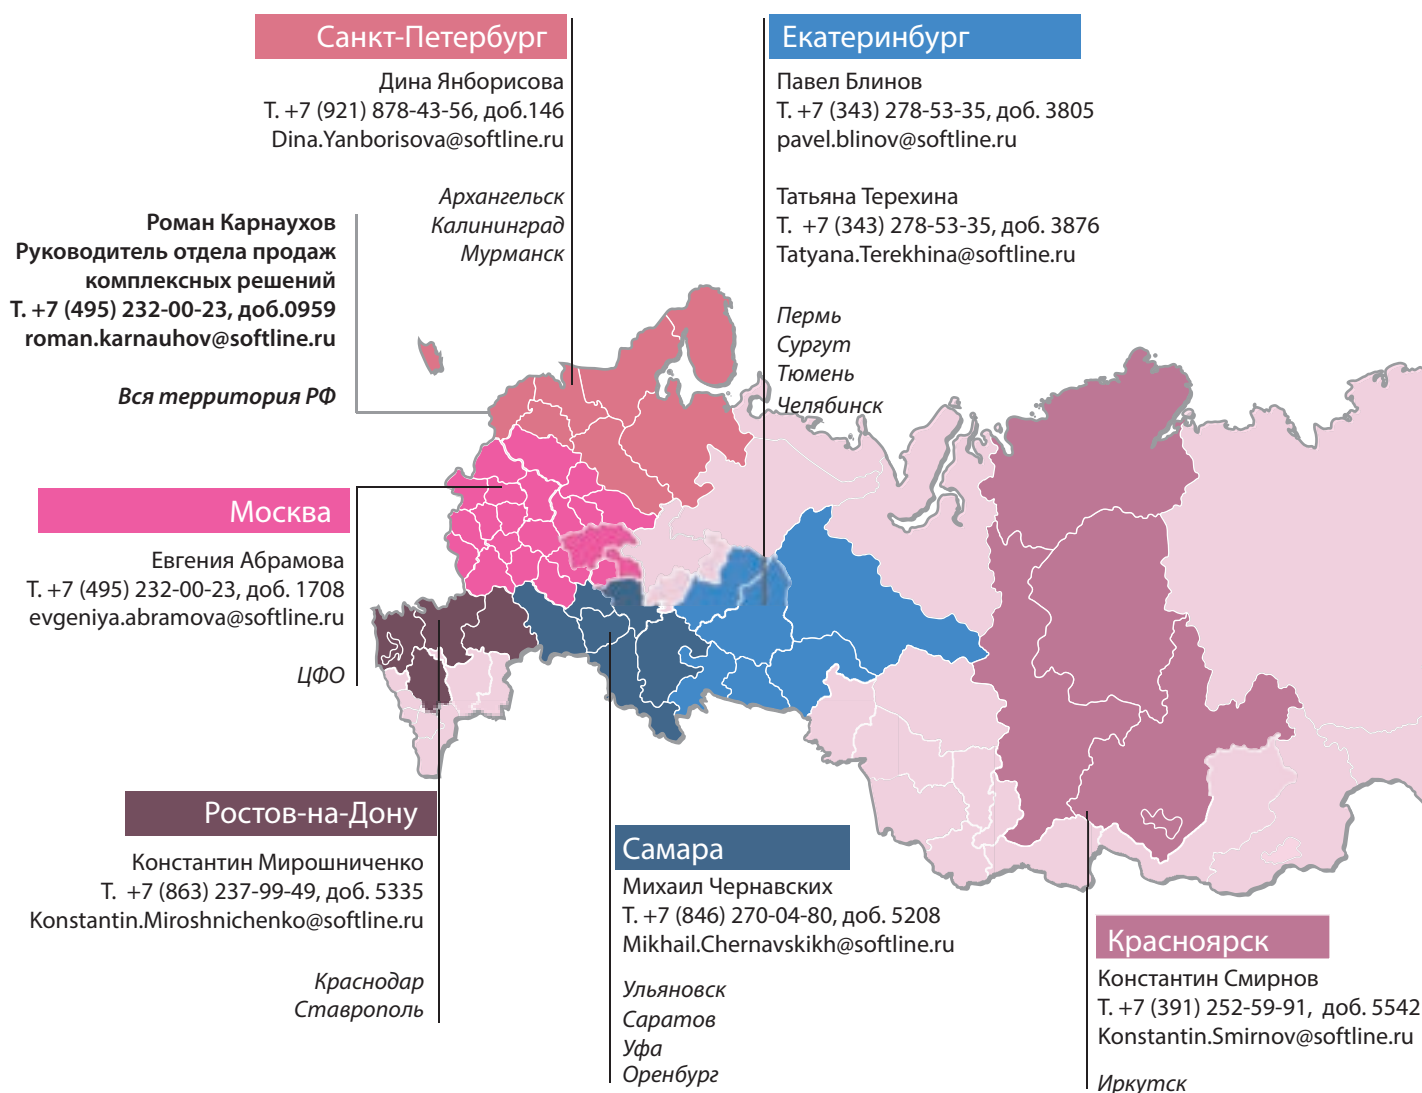 Санкт-Петербург
Дина Янборисова
Т. +7 (921) 878-43-56, доб.146
Dina.Yanborisova@softline.ru
Архангельск
Калининград
Мурманск
Екатеринбург
Павел Блинов
Т. +7 (343) 278-53-35, доб. 3805
pavel.blinov@softline.ru
Татьяна Терехина
Т.  +7 (343) 278-53-35, доб. 3876
Tatyana.Terekhina@softline.ru
Пермь
Сургут
Тюмень
Челябинск
Роман Карнаухов
Руководитель отдела продаж
комплексных решений
Т. +7 (495) 232-00-23, доб.0959
roman.karnauhov@softline.ru
Вся территория РФ
Москва
Евгения Абрамова
Т. +7 (495) 232-00-23, доб. 1708
evgeniya.abramova@softline.ru
ЦФО
Ростов-на-Дону
Константин Мирошниченко
Т.  +7 (863) 237-99-49, доб. 5335
Konstantin.Miroshnichenko@softline.ru
Краснодар
Ставрополь
Самара
Михаил Чернавских
Т. +7 (846) 270-04-80, доб. 5208
Mikhail.Chernavskikh@softline.ru
Ульяновск
Саратов
Уфа
Оренбург
Красноярск
Константин Смирнов
Т. +7 (391) 252-59-91,  доб. 5542
Konstantin.Smirnov@softline.ru
Иркутск